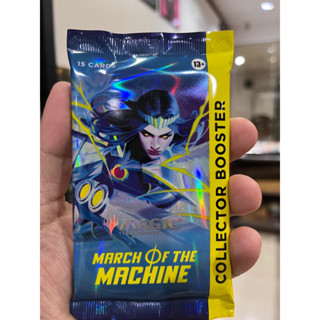 15 CARDS
13+
COLLECTOR BOOSTER
MAGIC
MARCH OF THE
MACHINE